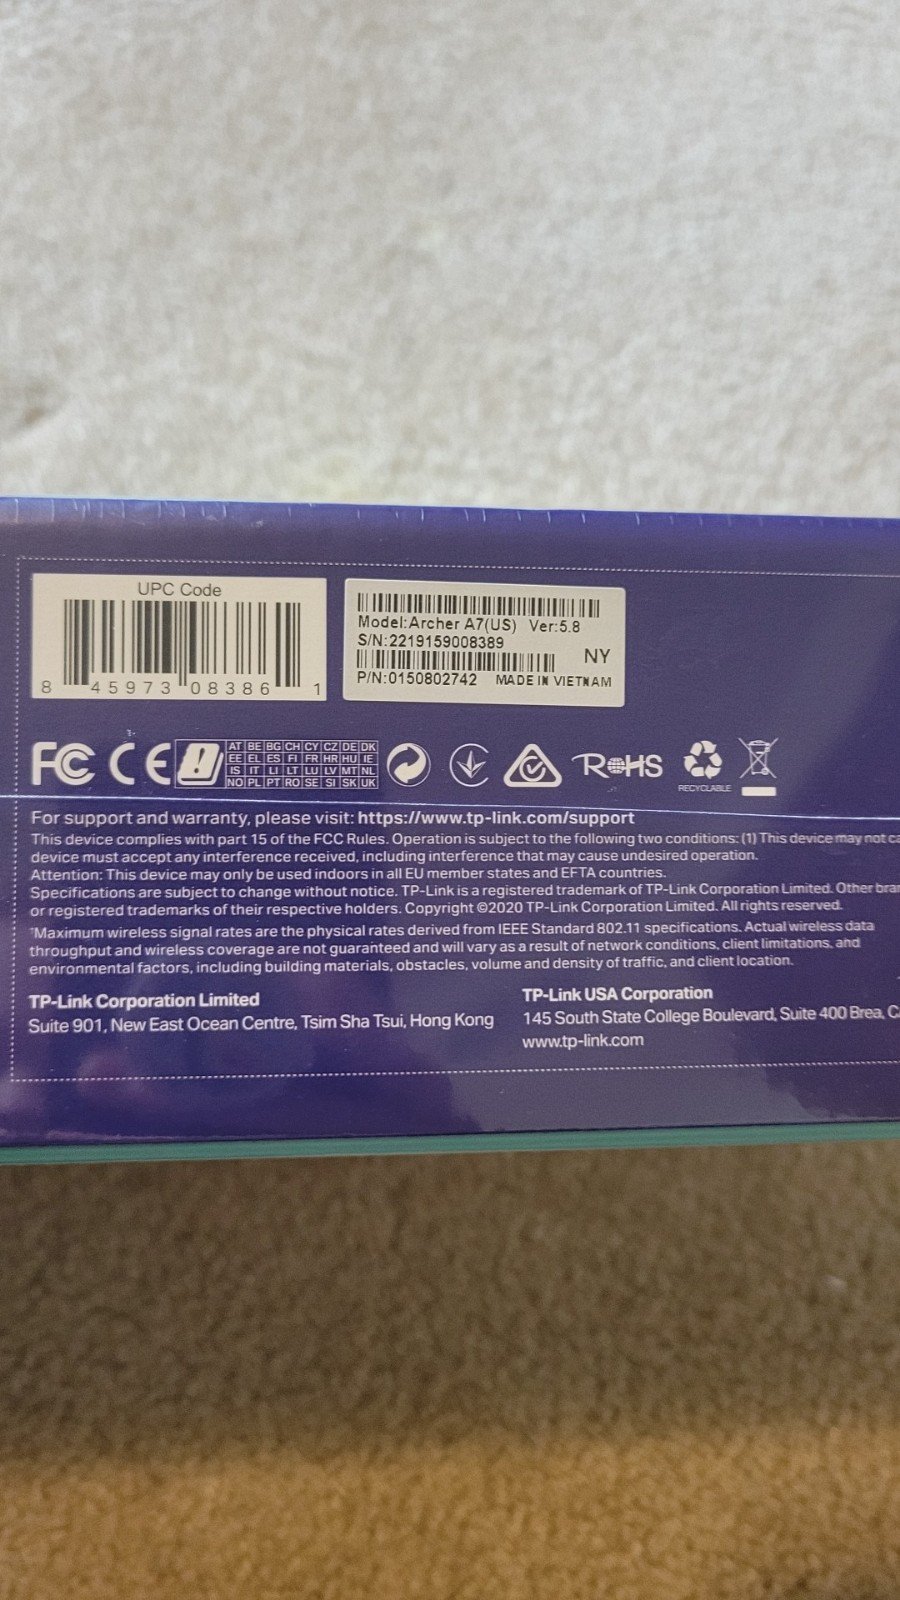 UPC Code
8 45973 08386 1
Model:Archer A7(US) Ver:5.8
S/N:2219159008389
NY
P/N:0150802742 MADE IN VIETNAM
FC CE
AT BE BG CH CY CZ DE DK
EE EL ES FI FR HR HU IE
IS IT LI LT LU LV MT NL
NO PL PT RO SE SI SK UK
RoHS
RECYCLABLE
For support and warranty, please visit: https://www.tp-link.com/support
This device complies with part 15 of the FCC Rules. Operation is subject to the following two conditions: (1) This device may not
device must accept any interference received, including interference that may cause undesired operation.
Attention: This device may only be used indoors in all EU member states and EFTA countries.
Specifications are subject to change without notice. TP-Link is a registered trademark of TP-Link Corporation Limited. Other
or registered trademarks of their respective holders. Copyright ©2020 TP-Link Corporation Limited. All rights reserved.
†Maximum wireless signal rates are the physical rates derived from IEEE Standard 802.11 specifications. Actual wireless data
throughput and wireless coverage are not guaranteed and will vary as a result of network conditions, client limitations, and
environmental factors, including building materials, obstacles, volume and density of traffic, and client location.
TP-Link Corporation Limited
Suite 901, New East Ocean Centre, Tsim Sha Tsui, Hong Kong
TP-Link USA Corporation
145 South State College Boulevard, Suite 400 Brea,
www.tp-link.com